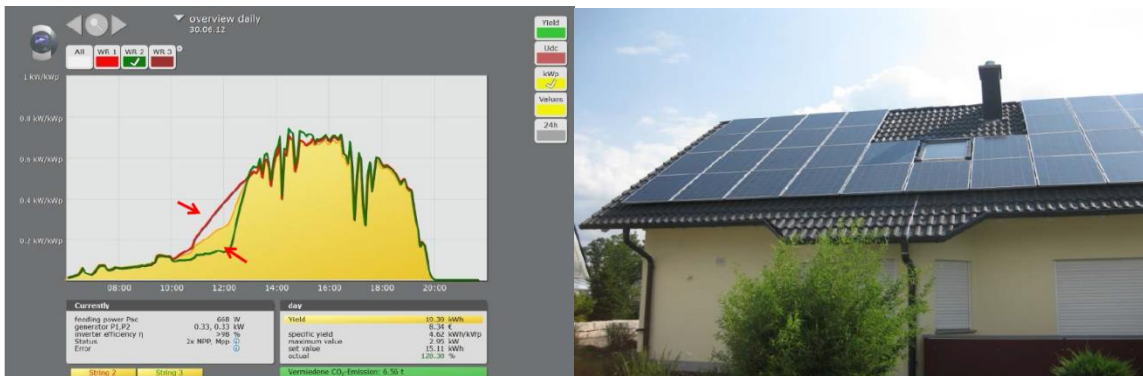 overview daily
30.06.12
All
WR 1
WR 2
WR 3
Yield
Udc
kWp
Values
24h
1 kW/kWp
0.8 kW/kWp
0.6 kW/kWp
0.4 kW/kWp
0.2 kW/kWp
08:00 10:00 12:00 14:00 16:00 18:00 20:00
Currently
feeding power Pac 668 W
generator P1,P2 0.33, 0.33 kW
inverter efficiency η >98 %
Status 2x NPP, Mpp
Error
String 2 String 3
day
Yield kWh
8.34 €
specific yield 4.62 kWh/kWp
maximum value 2.95 kW
set value 15.11 kWh
actual 128.30 %
Vermiedene CO₂-Emission: 6.56 t